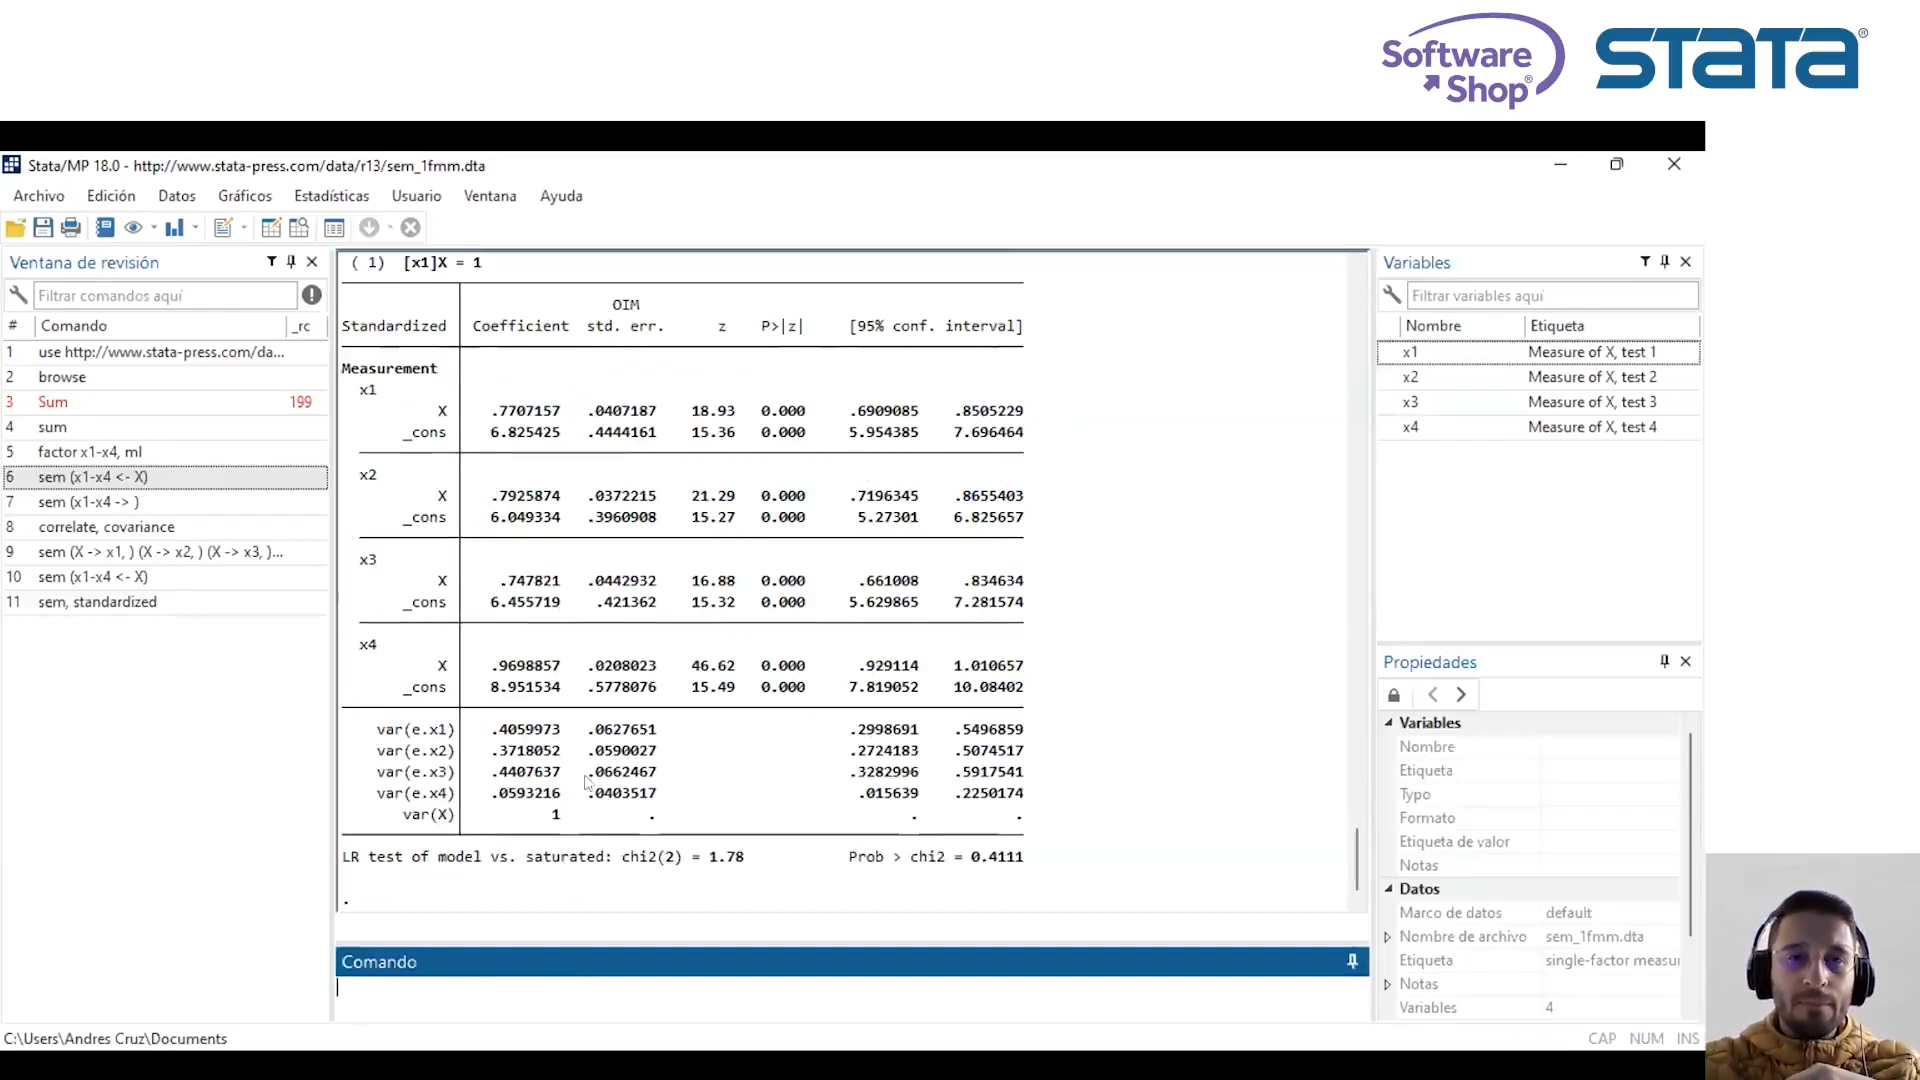 Software
Shop®
STATA®
Stata/MP 18.0 - http://www.stata-press.com/data/r13/sem_1fmm.dta
Archivo Edición Datos Gráficos Estadísticas Usuario Ventana Ayuda
Ventana de revisión
Filtrar comandos aquí
# Comando _rc
1 use http://www.stata-press.com/da...
2 browse
3 Sum 199
4 sum
5 factor x1-x4, ml
6 sem (x1-x4 <- X)
7 sem (x1-x4 -> )
8 correlate, covariance
9 sem (X -> x1, ) (X -> x2, ) (X -> x3, )...
10 sem (x1-x4 <- X)
11 sem, standardized
( 1) [x1]X = 1
OIM
Standardized Coefficient std. err. z P>|z| [95% conf. interval]
Measurement
x1
X .7707157 .0407187 18.93 0.000 .6909085 .8505229
_cons 6.825425 .4444161 15.36 0.000 5.954385 7.696464
x2
X .7925874 .0372215 21.29 0.000 .7196345 .8655403
_cons 6.049334 .3960908 15.27 0.000 5.27301 6.825657
x3
X .747821 .0442932 16.88 0.000 .661008 .834634
_cons 6.455719 .421362 15.32 0.000 5.629865 7.281574
x4
X .9698857 .0208023 46.62 0.000 .929114 1.010657
_cons 8.951534 .5778076 15.49 0.000 7.819052 10.08402
var(e.x1) .4059973 .0627651 .2998691 .5496859
var(e.x2) .3718052 .0590027 .2724183 .5074517
var(e.x3) .4407637 .0662467 .3282996 .5917541
var(e.x4) .0593216 .0403517 .015639 .2250174
var(X) 1 . . .
LR test of model vs. saturated: chi2(2) = 1.78 Prob > chi2 = 0.4111
.
Comando
C:\Users\Andres Cruz\Documents
Variables
Filtrar variables aquí
Nombre Etiqueta
x1 Measure of X, test 1
x2 Measure of X, test 2
x3 Measure of X, test 3
x4 Measure of X, test 4
Propiedades
Variables
Nombre
Etiqueta
Typo
Formato
Etiqueta de valor
Notas
Datos
Marco de datos default
Nombre de archivo sem_1fmm.dta
Etiqueta single-factor measur
Notas
Variables 4
CAP NUM INS